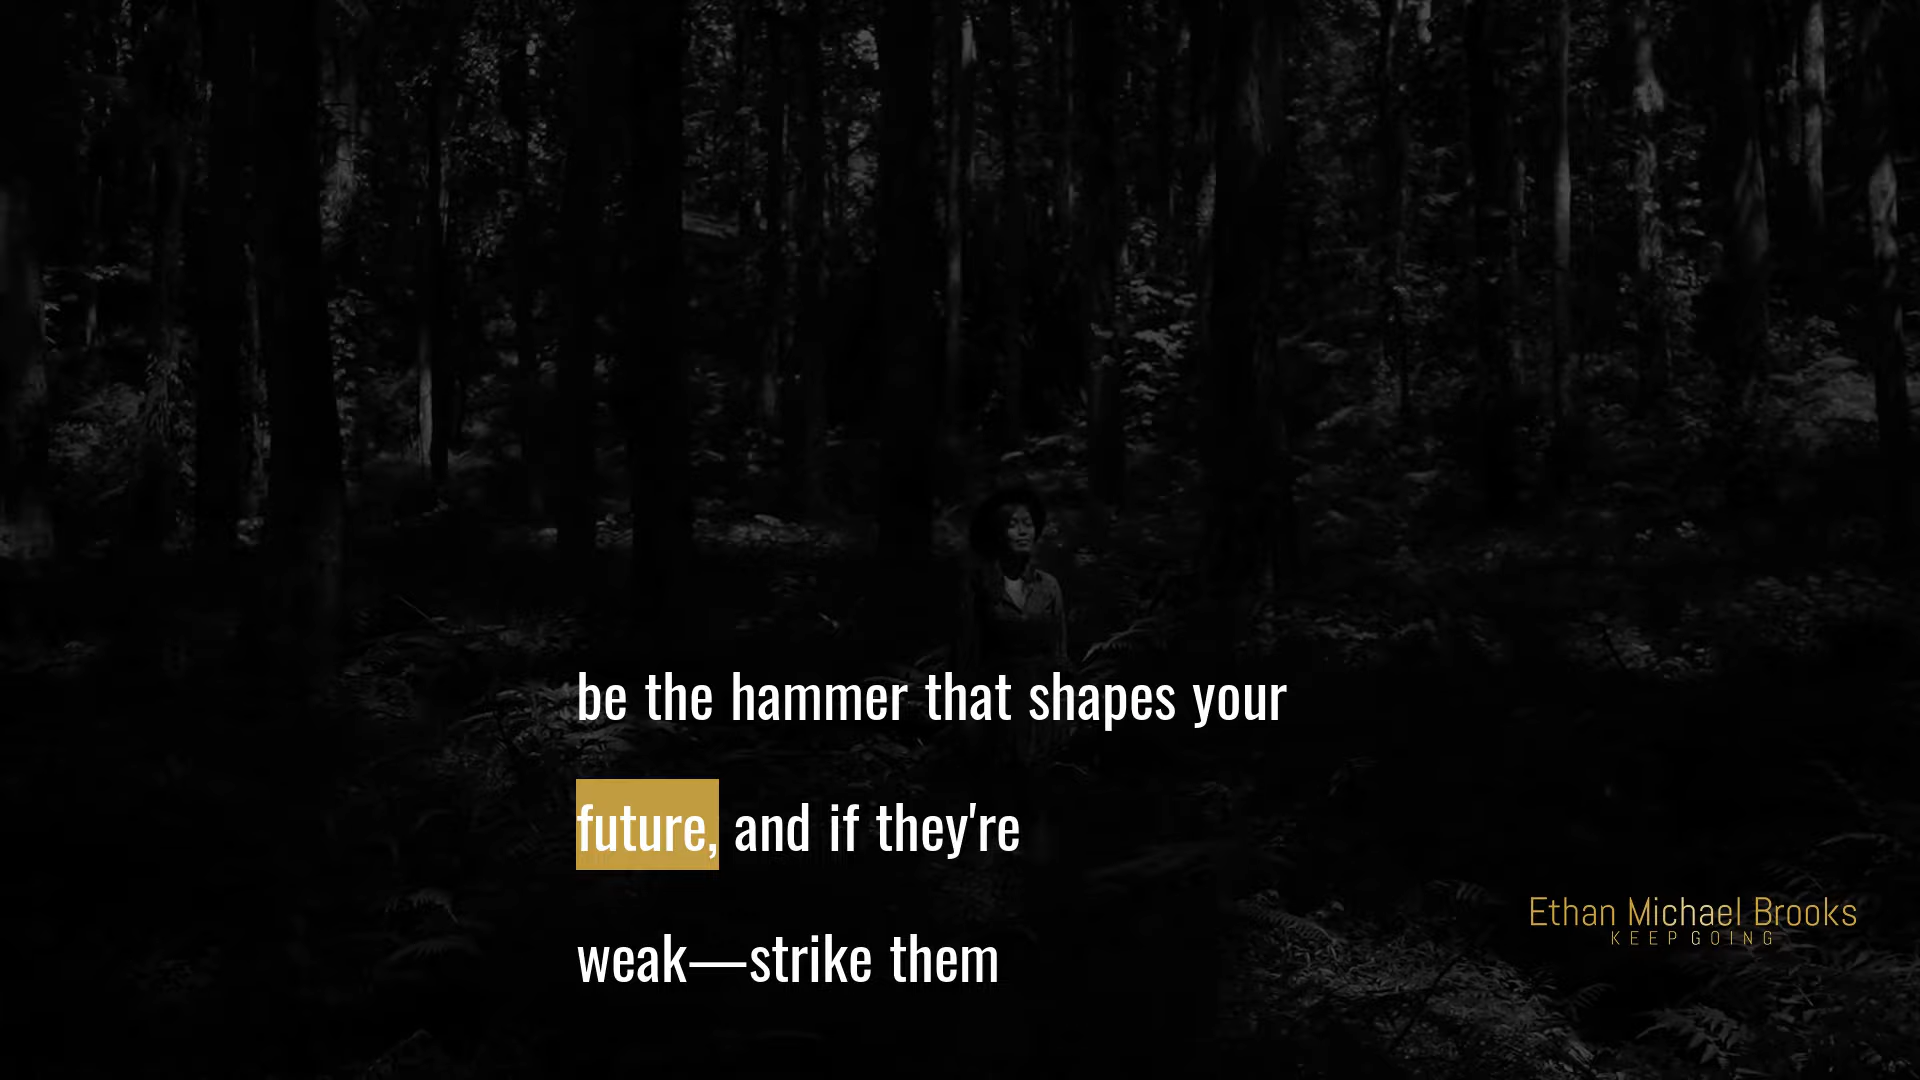 be the hammer that shapes your
future, and if they're
weak—strike them
Ethan Michael Brooks
KEEP GOING